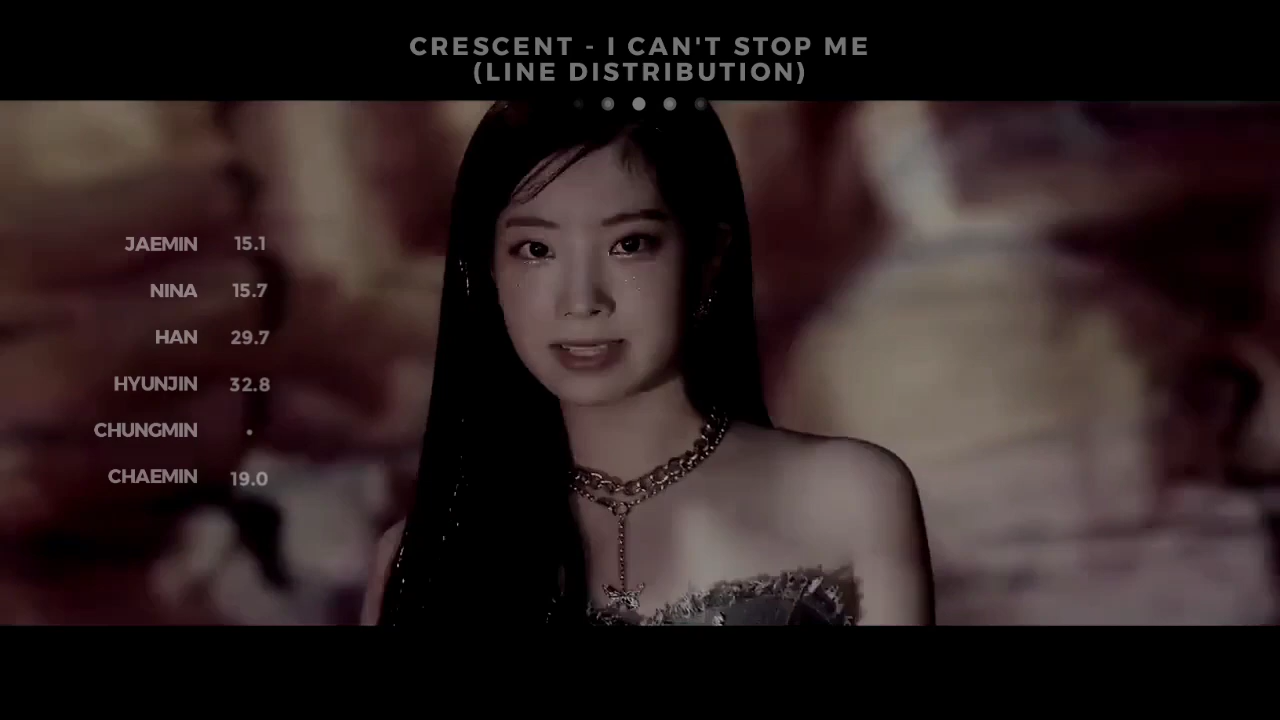 CRESCENT - I CAN'T STOP ME
(LINE DISTRIBUTION)
JAEMIN 15.1
NINA 15.7
HAN 29.7
HYUNJIN 32.8
CHUNGMIN •
CHAEMIN 19.0